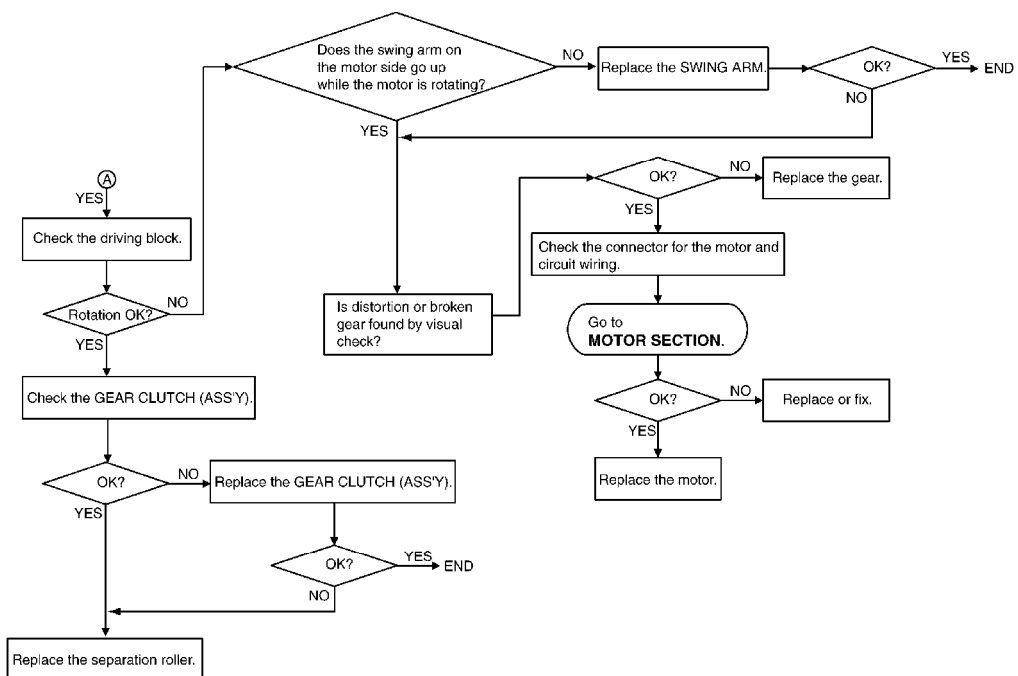 Does the swing arm on
the motor side go up
while the motor is rotating?
NO
Replace the SWING ARM.
OK?
YES
END
NO
YES
A
YES
Check the driving block.
Rotation OK?
NO
YES
Check the GEAR CLUTCH (ASS'Y).
OK?
NO
Replace the GEAR CLUTCH (ASS'Y).
YES
OK?
YES
END
NO
Replace the separation roller.
Is distortion or broken
gear found by visual
check?
OK?
NO
Replace the gear.
YES
Check the connector for the motor and
circuit wiring.
Go to
MOTOR SECTION.
OK?
NO
Replace or fix.
YES
Replace the motor.